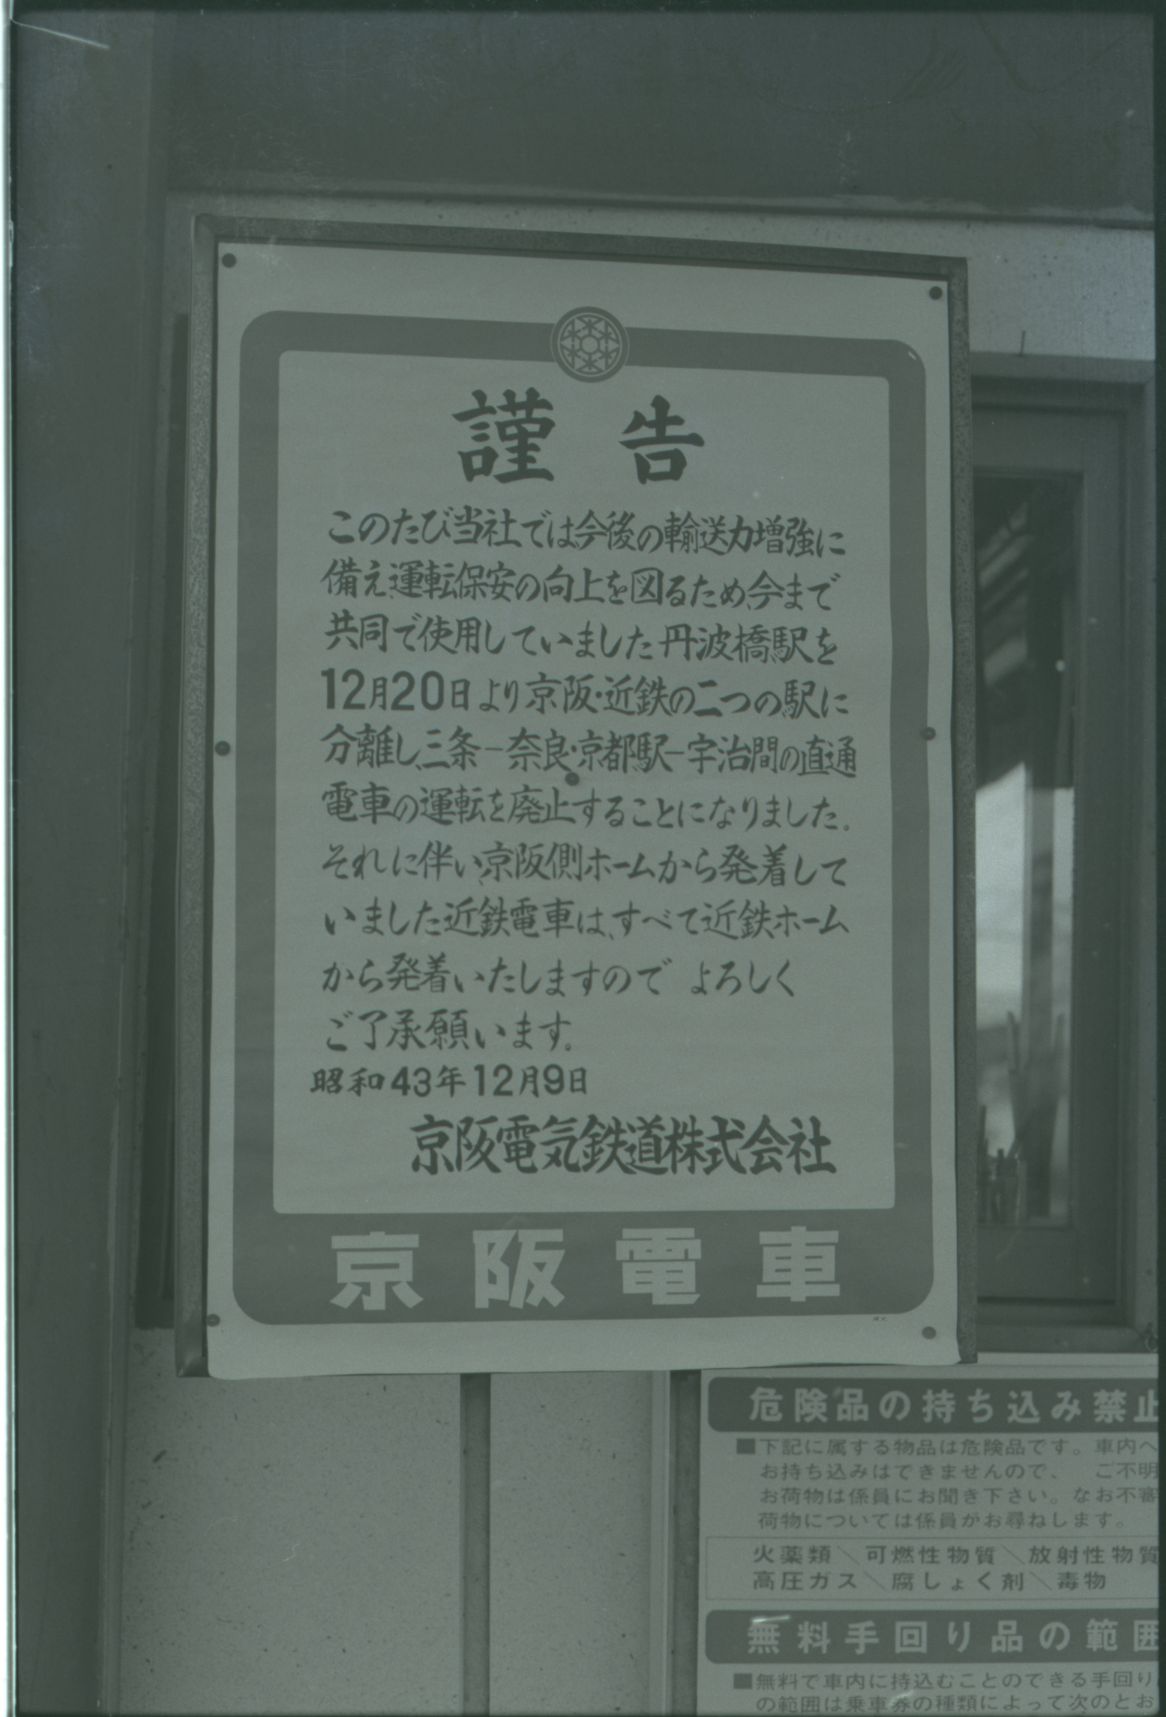 謹告
このたび当社では、今後の輸送力増強に
備え、運転保安の向上を図るため、今まで
共同で使用していました丹波橋駅を
12月20日より京阪・近鉄の二つの駅に
分離し、三条−奈良・京都駅−宇治間の直通
電車の運転を廃止することになりました。
それに伴い、京阪側ホームから発着して
いました近鉄電車は、すべて近鉄ホーム
から発着いたしますので よろしく
ご了承願います。
昭和43年12月9日
京阪電気鉄道株式会社
京阪電車
危険品の持ち込み禁止
■下記に属する物品は危険品です。車内へ
お持ち込みはできませんので、 ご不明
お荷物は係員にお聞き下さい。なお不審
荷物については係員がお尋ねします。
火薬類＼可燃性物質＼放射性物質
高圧ガス＼腐しょく剤＼毒物
無料手回り品の範囲
■無料で車内に持込むことのできる手回り
の範囲は乗車券の種類によって次のとお